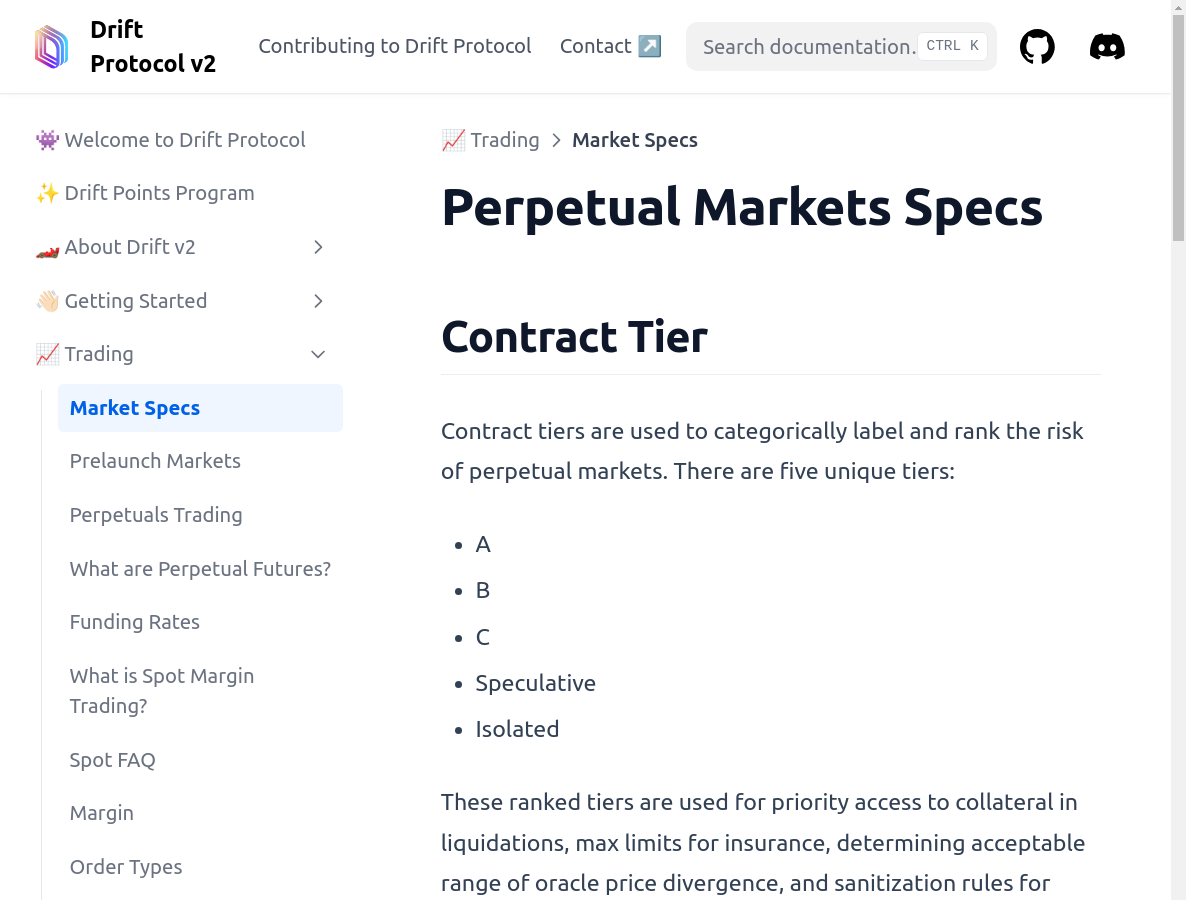 Drift
Protocol v2
Contributing to Drift Protocol
Contact ↗️
Search documentation…
CTRL K
👾 Welcome to Drift Protocol
✨ Drift Points Program
🏎️ About Drift v2
👋🏻 Getting Started
📈 Trading
Market Specs
Prelaunch Markets
Perpetuals Trading
What are Perpetual Futures?
Funding Rates
What is Spot Margin
Trading?
Spot FAQ
Margin
Order Types
📈 Trading > Market Specs
Perpetual Markets Specs
Contract Tier
Contract tiers are used to categorically label and rank the risk
of perpetual markets. There are five unique tiers:
• A
• B
• C
• Speculative
• Isolated
These ranked tiers are used for priority access to collateral in
liquidations, max limits for insurance, determining acceptable
range of oracle price divergence, and sanitization rules for